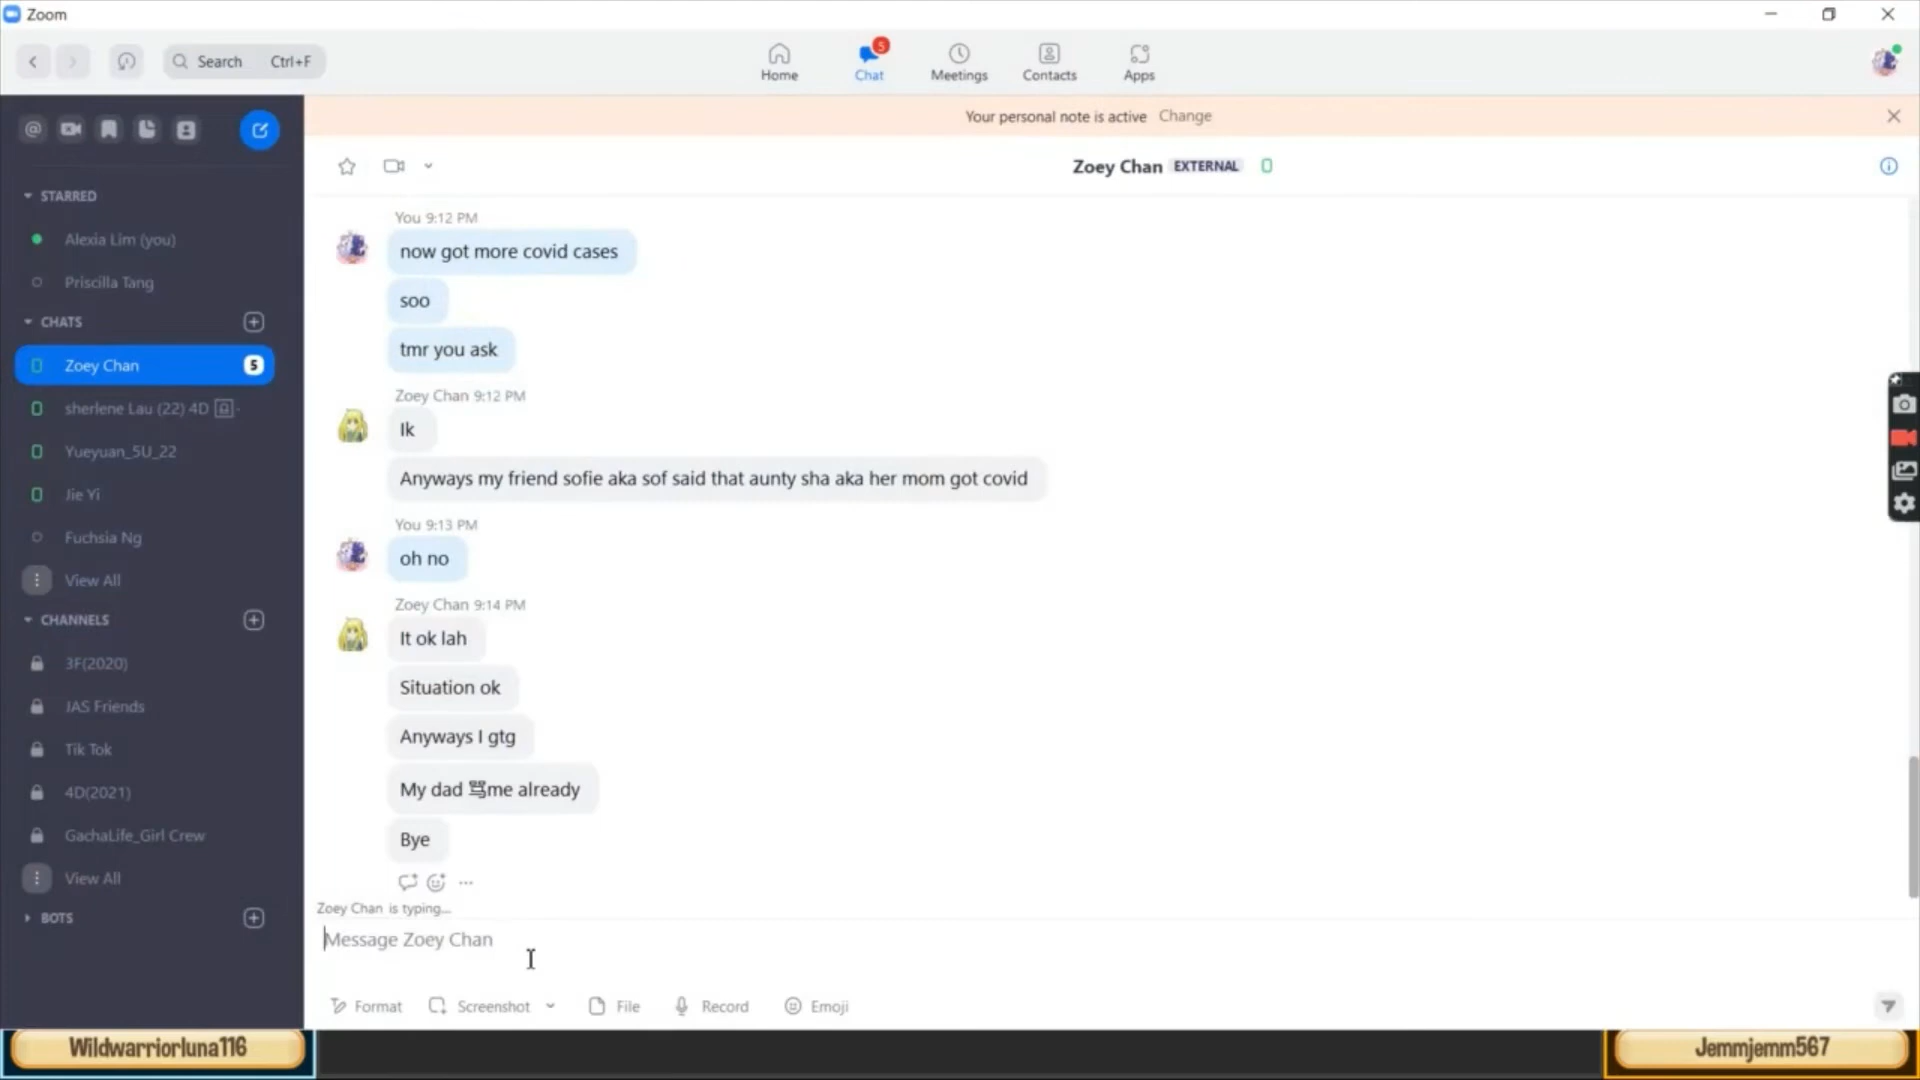 Zoom
Search Ctrl+F
Home
Chat
5
Meetings
Contacts
Apps
Your personal note is active Change
Zoey Chan EXTERNAL
STARRED
Alexia Lim (you)
Priscilla Tang
CHATS
Zoey Chan 5
sherlene Lau (22) 4D
Yueyuan_5U_22
Jie Yi
Fuchsia Ng
View All
CHANNELS
3F(2020)
JAS Friends
Tik Tok
4D(2021)
GachaLife_Girl Crew
View All
BOTS
You 9:12 PM
now got more covid cases
soo
tmr you ask
Zoey Chan 9:12 PM
Ik
Anyways my friend sofie aka sof said that aunty sha aka her mom got covid
You 9:13 PM
oh no
Zoey Chan 9:14 PM
It ok lah
Situation ok
Anyways I gtg
My dad 骂me already
Bye
Zoey Chan is typing...
Message Zoey Chan
Format Screenshot File Record Emoji
Wildwarriorluna116
Jemmjemm567